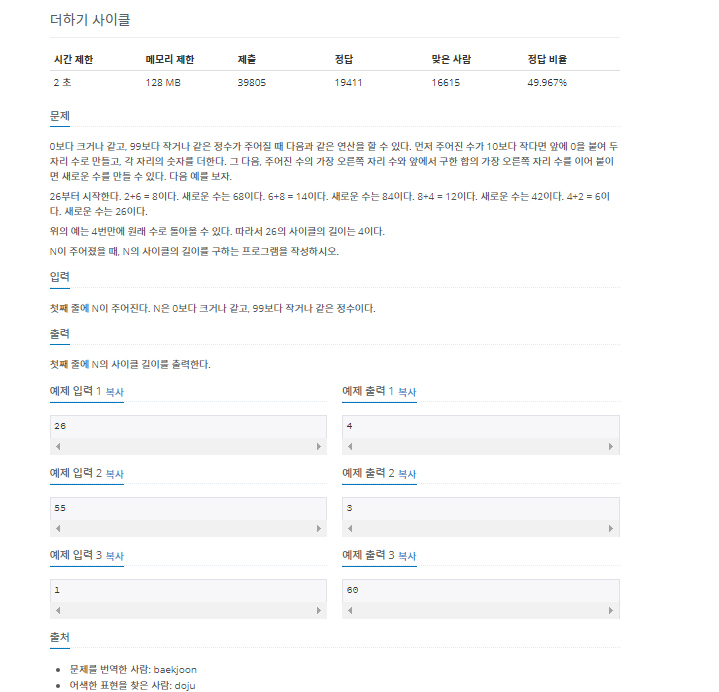 더하기 사이클
시간 제한 메모리 제한 제출 정답 맞은 사람 정답 비율
2 초 128 MB 39805 19411 16615 49.967%
문제
0보다 크거나 같고, 99보다 작거나 같은 정수가 주어질 때 다음과 같은 연산을 할 수 있다. 먼저 주어진 수가 10보다 작다면 앞에 0을 붙여 두
자리 수로 만들고, 각 자리의 숫자를 더한다. 그 다음, 주어진 수의 가장 오른쪽 자리 수와 앞에서 구한 합의 가장 오른쪽 자리 수를 이어 붙이
면 새로운 수를 만들 수 있다. 다음 예를 보자.
26부터 시작한다. 2+6 = 8이다. 새로운 수는 68이다. 6+8 = 14이다. 새로운 수는 84이다. 8+4 = 12이다. 새로운 수는 42이다. 4+2 = 6이
다. 새로운 수는 26이다.
위의 예는 4번만에 원래 수로 돌아올 수 있다. 따라서 26의 사이클의 길이는 4이다.
N이 주어졌을 때, N의 사이클의 길이를 구하는 프로그램을 작성하시오.
입력
첫째 줄에 N이 주어진다. N은 0보다 크거나 같고, 99보다 작거나 같은 정수이다.
출력
첫째 줄에 N의 사이클 길이를 출력한다.
예제 입력 1 복사 예제 출력 1 복사
26 4
예제 입력 2 복사 예제 출력 2 복사
55 3
예제 입력 3 복사 예제 출력 3 복사
1 60
출처
문제를 번역한 사람: baekjoon
어색한 표현을 찾은 사람: doju